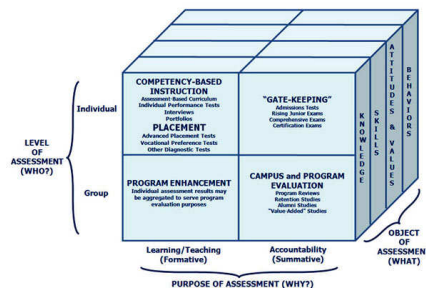 COMPETENCY-BASED
INSTRUCTION
Assessment-Based Curriculum
Individual Performance Tests
Interviews
Portfolios
PLACEMENT
Advanced Placement Tests
Vocational Preference Tests
Other Diagnostic Tests
"GATE-KEEPING"
Admissions Tests
Rising Junior Exams
Comprehensive Exams
Certification Exams
Individual
LEVEL
OF
ASSESSMENT
(WHO?)
Group
PROGRAM ENHANCEMENT
Individual assessment results may
be aggregated to serve program
evaluation purposes
CAMPUS and PROGRAM
EVALUATION
Program Reviews
Retention Studies
Alumni Studies
"Value-Added" Studies
KNOWLEDGE
SKILLS
ATTITUDES & VALUES
BEHAVIORS
Learning/Teaching
(Formative)
Accountability
(Summative)
OBJECT
OF
ASSESSMEN
(WHAT)
PURPOSE OF ASSESSMENT (WHY?)